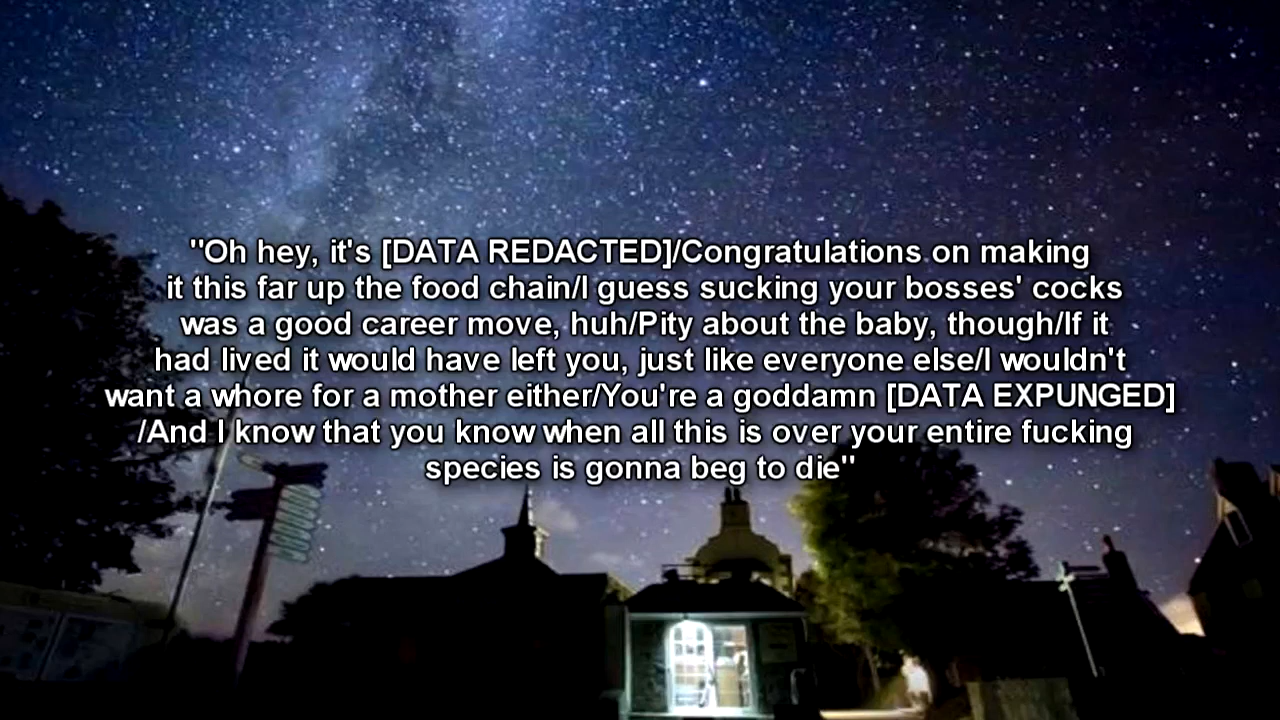 "Oh hey, it's [DATA REDACTED]/Congratulations on making
it this far up the food chain/I guess sucking your bosses' cocks
was a good career move, huh/Pity about the baby, though/If it
had lived it would have left you, just like everyone else/I wouldn't
want a whore for a mother either/You're a goddamn [DATA EXPUNGED]
/And I know that you know when all this is over your entire fucking
species is gonna beg to die"